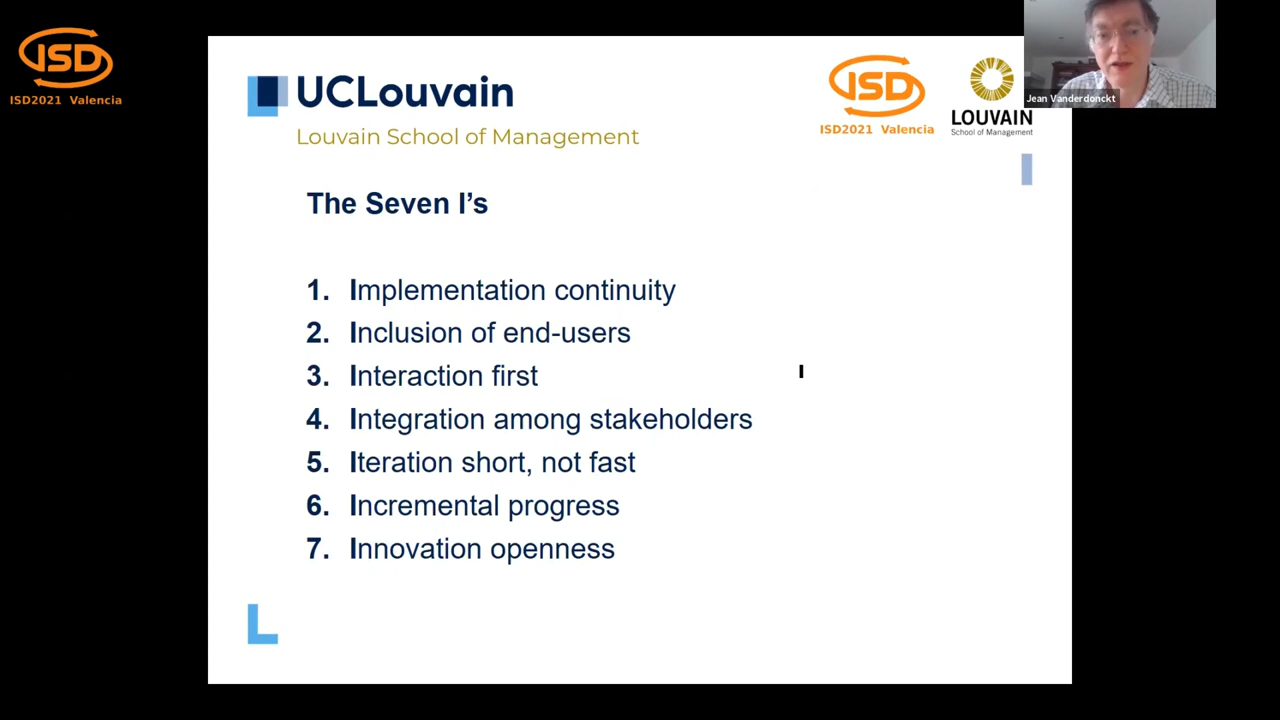 ISD
ISD2021 Valencia
UCLouvain
Louvain School of Management
ISD
ISD2021 Valencia
LOUVAIN
School of Management
Jean Vanderdonckt
The Seven I’s
1. Implementation continuity
2. Inclusion of end-users
3. Interaction first
4. Integration among stakeholders
5. Iteration short, not fast
6. Incremental progress
7. Innovation openness